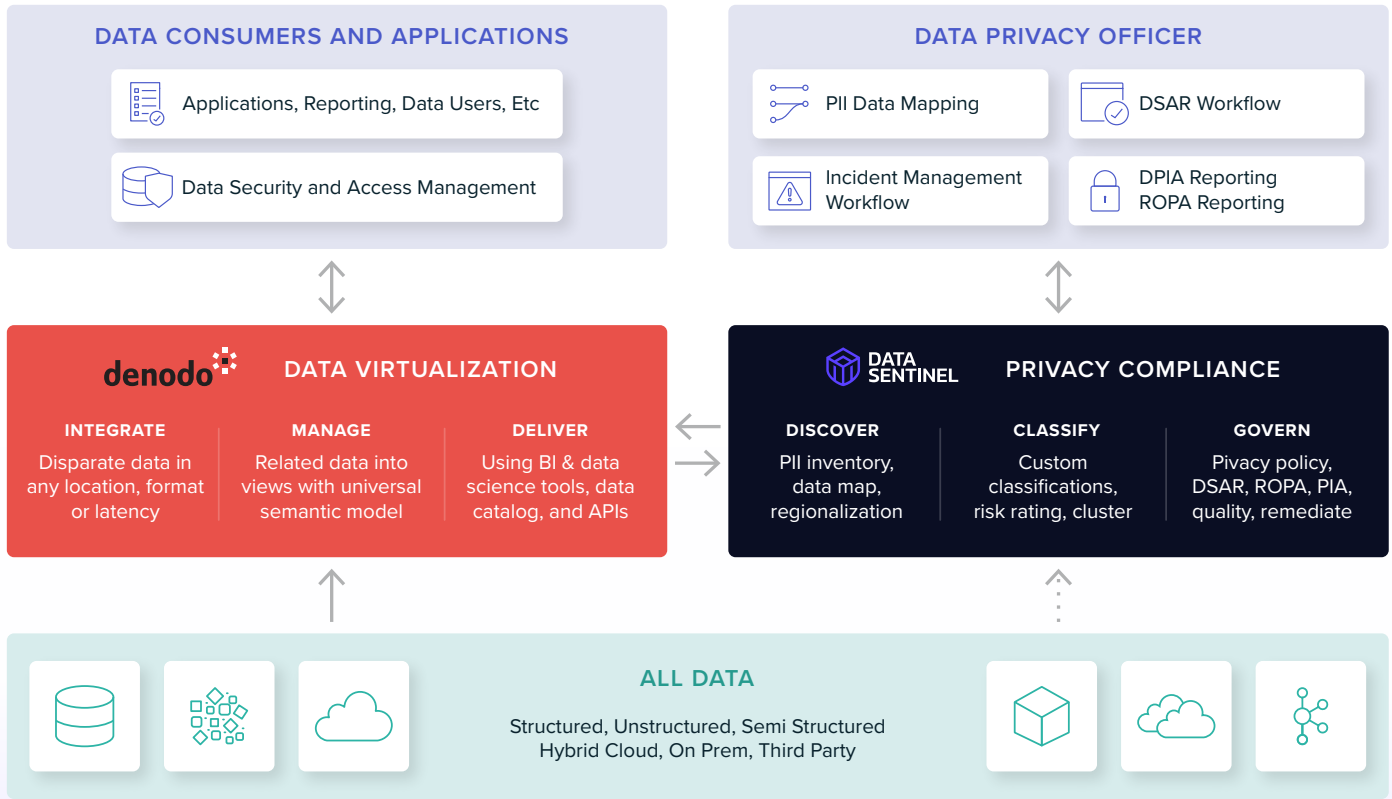 DATA CONSUMERS AND APPLICATIONS
Applications, Reporting, Data Users, Etc
Data Security and Access Management
DATA PRIVACY OFFICER
PII Data Mapping
DSAR Workflow
Incident Management
Workflow
DPIA Reporting
ROPA Reporting
denodo
DATA VIRTUALIZATION
INTEGRATE
Disparate data in
any location, format
or latency
MANAGE
Related data into
views with universal
semantic model
DELIVER
Using BI & data
science tools, data
catalog, and APIs
DATA
SENTINEL
PRIVACY COMPLIANCE
DISCOVER
PII inventory,
data map,
regionalization
CLASSIFY
Custom
classifications,
risk rating, cluster
GOVERN
Pivacy policy,
DSAR, ROPA, PIA,
quality, remediate
ALL DATA
Structured, Unstructured, Semi Structured
Hybrid Cloud, On Prem, Third Party